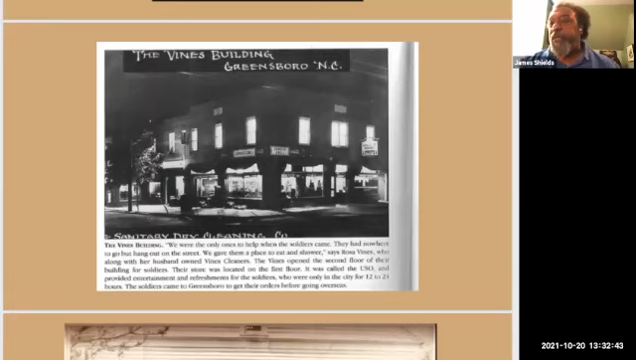 THE VINES BUILDING
GREENSBORO N.C.
James Shields
SANITARY DRY CLEANING CO
THE VINES BUILDING. "We were the only ones to help when the soldiers came. They had nowhere
to go but hang out on the street. We gave them a place to eat and shower," says Rosa Vines, who
along with her husband owned Vines Cleaners. The Vines opened the second floor of their
building for soldiers. Their store was located on the first floor. It was called the USO, and
provided entertainment and refreshments for the soldiers, who were only in the city for 12 to 24
hours. The soldiers came to Greensboro to get their orders before going overseas.
2021-10-20 13:32:43